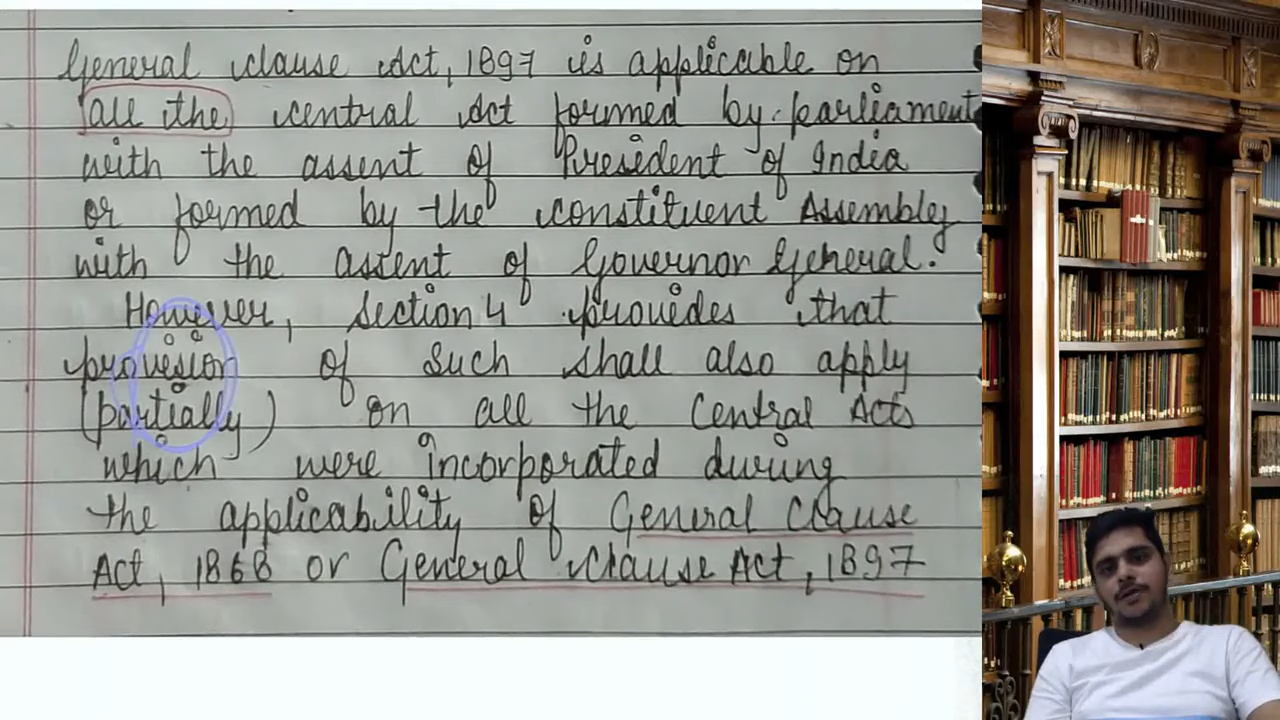 General clause Act, 1897 is applicable on
all the central Act formed by parliament
with the assent of President of India
or formed by the constituent Assembly
with the assent of Governor General.
However, Section 4 provides that
provision of such shall also apply
(partially) on all the Central Acts
which were incorporated during
the applicability of General Clause
Act, 1868 or General clause Act, 1897